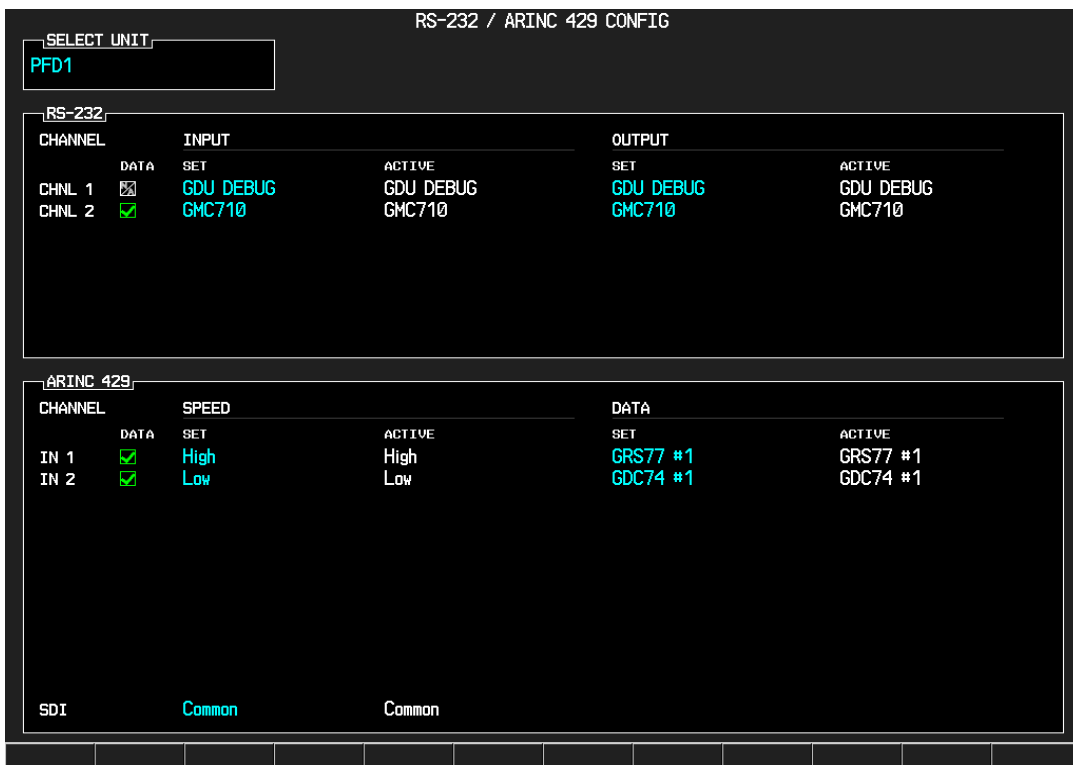 RS-232 / ARINC 429 CONFIG
SELECT UNIT
PFD1
RS-232
CHANNEL INPUT OUTPUT
DATA SET ACTIVE SET ACTIVE
CHNL 1 N/A GDU DEBUG GDU DEBUG GDU DEBUG GDU DEBUG
CHNL 2 GMC710 GMC710 GMC710 GMC710
ARINC 429
CHANNEL SPEED DATA
DATA SET ACTIVE SET ACTIVE
IN 1 High High GRS77 #1 GRS77 #1
IN 2 Low Low GDC74 #1 GDC74 #1
SDI Common Common